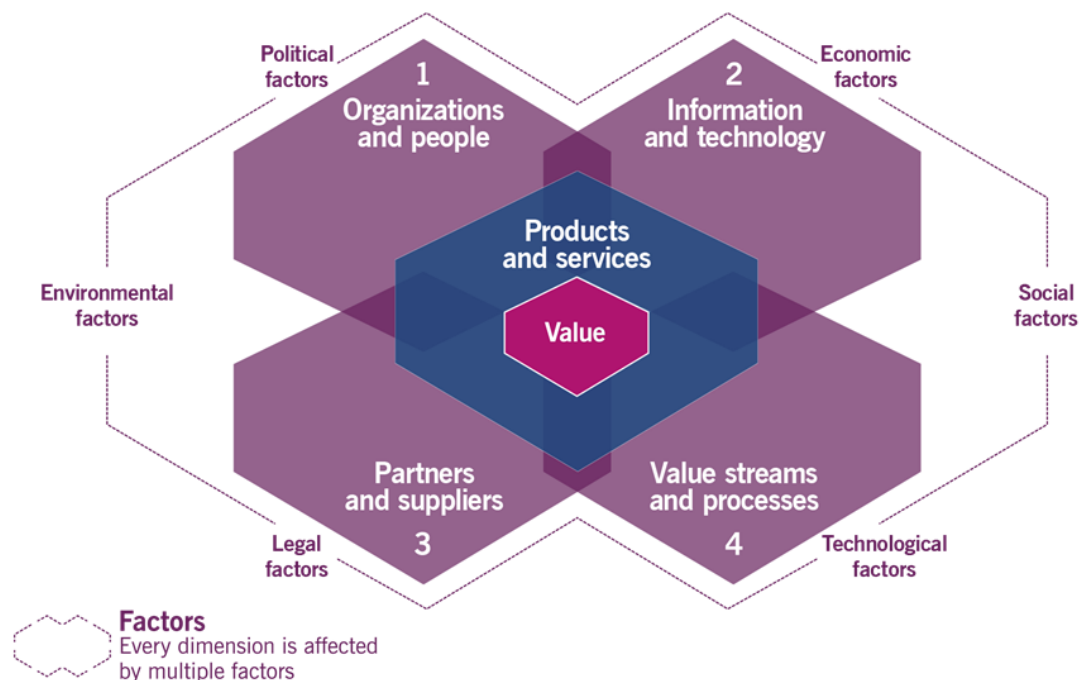 Political
factors
1
Organizations
and people
2
Information
and technology
Economic
factors
Products
and services
Environmental
factors
Value
Social
factors
Partners
and suppliers
3
Value streams
and processes
4
Legal
factors
Technological
factors
Factors
Every dimension is affected
by multiple factors